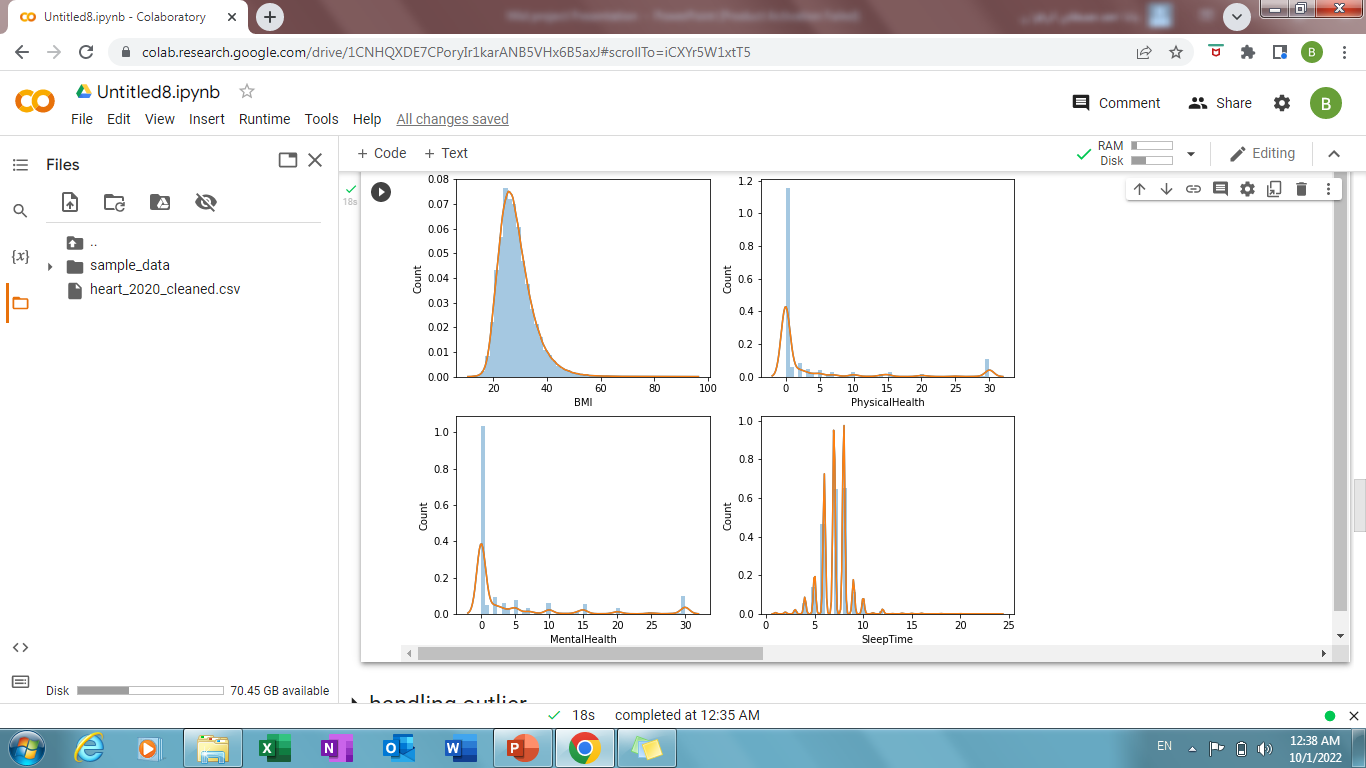 Untitled8.ipynb - Colaboratory
colab.research.google.com/drive/1CNHQXDE7CPoryIr1karANB5VHx6B5axJ#scrollTo=iCXYr5W1xtT5
B
Untitled8.ipynb
File Edit View Insert Runtime Tools Help All changes saved
Comment Share B
Files
+ Code + Text
RAM
Disk
Editing
..
sample_data
heart_2020_cleaned.csv
{x}
18s
0.08
0.07
0.06
0.05
0.04
0.03
0.02
0.01
0.00
Count
20 40 60 80 100
BMI
1.2
1.0
0.8
0.6
0.4
0.2
0.0
Count
0 5 10 15 20 25 30
PhysicalHealth
1.0
0.8
0.6
0.4
0.2
0.0
Count
0 5 10 15 20 25 30
MentalHealth
1.0
0.8
0.6
0.4
0.2
0.0
Count
0 5 10 15 20 25
SleepTime
handling outlier
Disk 70.45 GB available
18s completed at 12:35 AM
X N O W P
EN
12:38 AM
10/1/2022